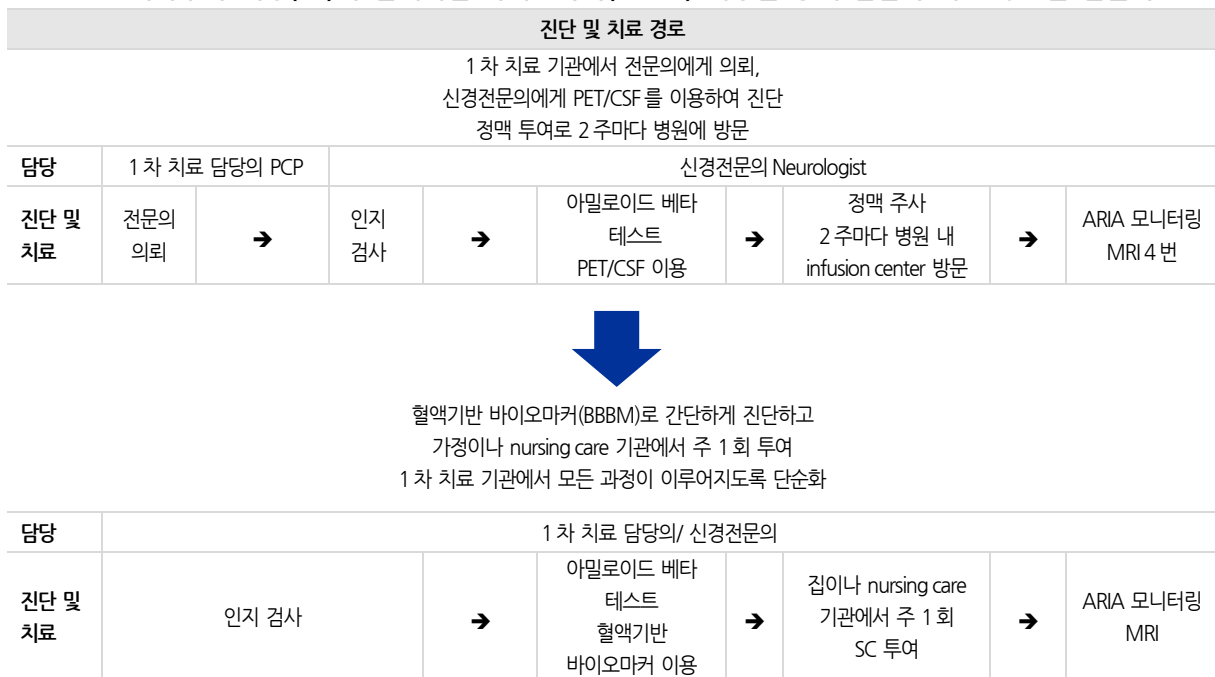 진단 및 치료 경로
1차 치료 기관에서 전문의에게 의뢰,
신경전문의에게 PET/CSF를 이용하여 진단
정맥 투여로 2주마다 병원에 방문
담당
1차 치료 담당의 PCP
신경전문의 Neurologist
진단 및
치료
전문의
의뢰
➔
인지
검사
➔
아밀로이드 베타
테스트
PET/CSF 이용
➔
정맥 주사
2주마다 병원 내
infusion center 방문
➔
ARIA 모니터링
MRI 4번
혈액기반 바이오마커(BBBM)로 간단하게 진단하고
가정이나 nursing care 기관에서 주 1회 투여
1차 치료 기관에서 모든 과정이 이루어지도록 단순화
담당
1차 치료 담당의/ 신경전문의
진단 및
치료
인지 검사
➔
아밀로이드 베타
테스트
혈액기반
바이오마커 이용
➔
집이나 nursing care
기관에서 주 1회
SC 투여
➔
ARIA 모니터링
MRI